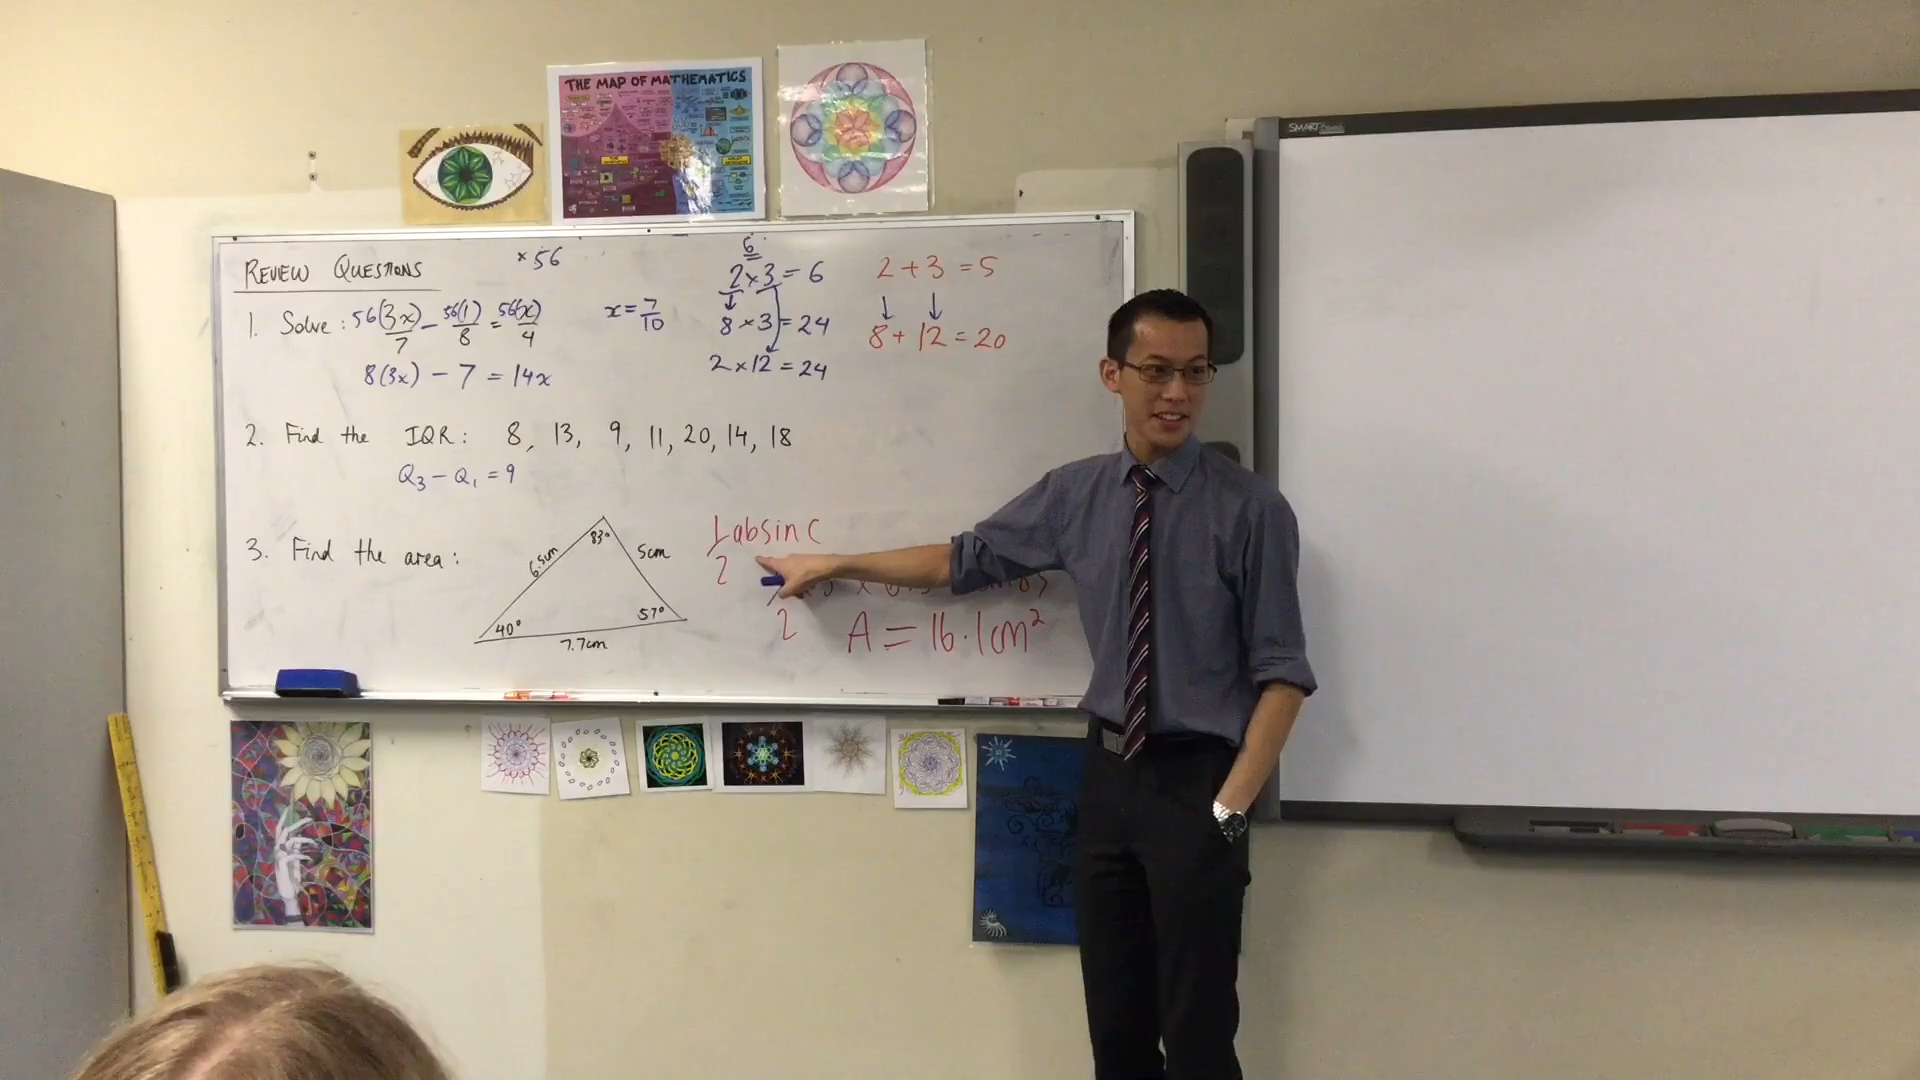 THE MAP OF MATHEMATICS
SMART Board
REVIEW QUESTIONS
×56
1. Solve : 56(3x)/7 - 56(1)/8 = 56(x)/4
8(3x) - 7 = 14x
x = 7/10
6
2 × 3 = 6
8 × 3 = 24
2 × 12 = 24
2 + 3 = 5
8 + 12 = 20
2. Find the IQR : 8, 13, 9, 11, 20, 14, 18
Q₃ - Q₁ = 9
3. Find the area :
83°
6.5cm
5cm
40°
57°
7.7cm
1/2 absin C
2
A = 16.1cm²